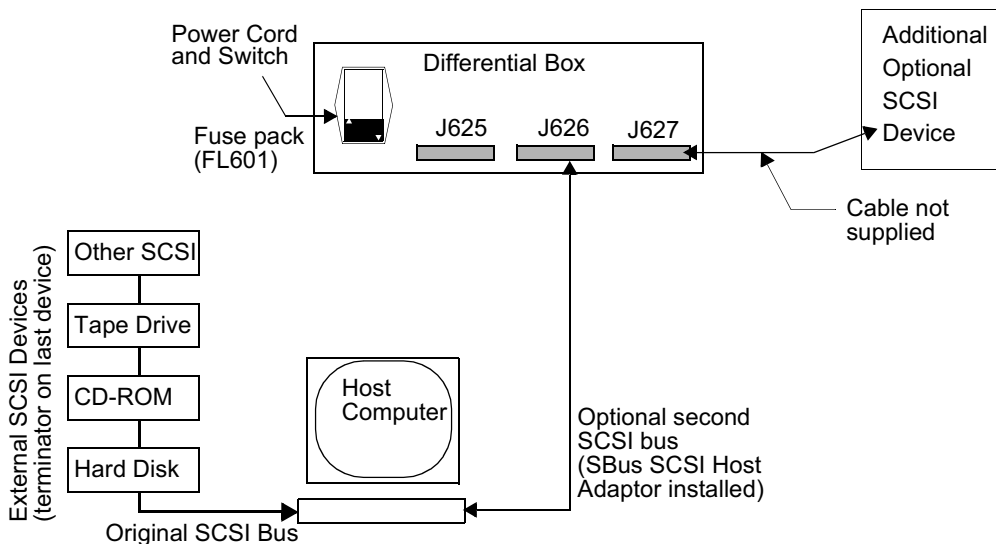 Power Cord
and Switch
Fuse pack
(FL601)
Differential Box
J625
J626
J627
Additional
Optional
SCSI
Device
Cable not
supplied
External SCSI Devices
(terminator on last device)
Other SCSI
Tape Drive
CD-ROM
Hard Disk
Host
Computer
Optional second
SCSI bus
(SBus SCSI Host
Adaptor installed)
Original SCSI Bus